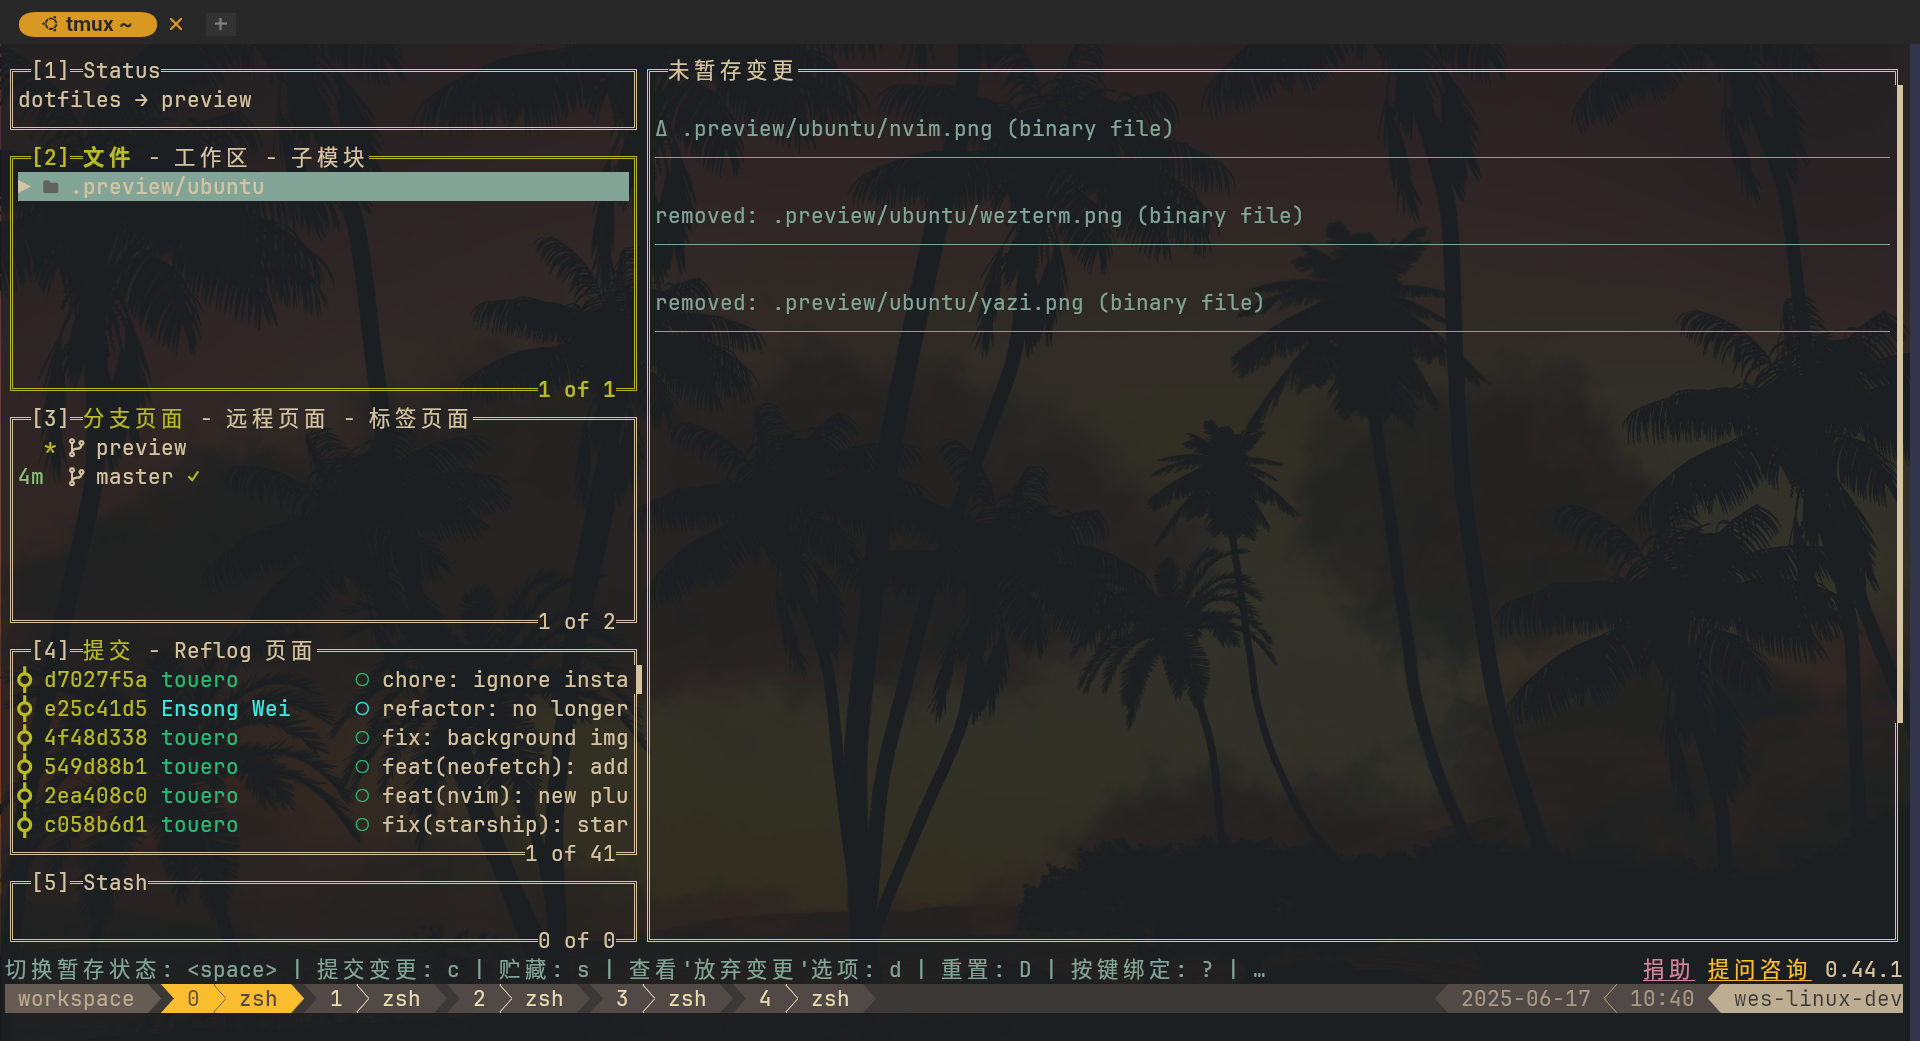 tmux ~ × +
[1] Status
dotfiles → preview
[2] 文件 - 工作区 - 子模块
▶ .preview/ubuntu
1 of 1
[3] 分支页面 - 远程页面 - 标签页面
* preview
4m master ✓
1 of 2
[4] 提交 - Reflog 页面
d7027f5a touero ○ chore: ignore insta
e25c41d5 Ensong Wei ○ refactor: no longer
4f48d338 touero ○ fix: background img
549d88b1 touero ○ feat(neofetch): add
2ea408c0 touero ○ feat(nvim): new plu
c058b6d1 touero ○ fix(starship): star
1 of 41
[5] Stash
0 of 0
未暂存变更
Δ .preview/ubuntu/nvim.png (binary file)
removed: .preview/ubuntu/wezterm.png (binary file)
removed: .preview/ubuntu/yazi.png (binary file)
切换暂存状态: <space> | 提交变更: c | 贮藏: s | 查看'放弃变更'选项: d | 重置: D | 按键绑定: ? | … 捐助 提问咨询 0.44.1
workspace 0 zsh 1 zsh 2 zsh 3 zsh 4 zsh 2025-06-17 10:40 wes-linux-dev